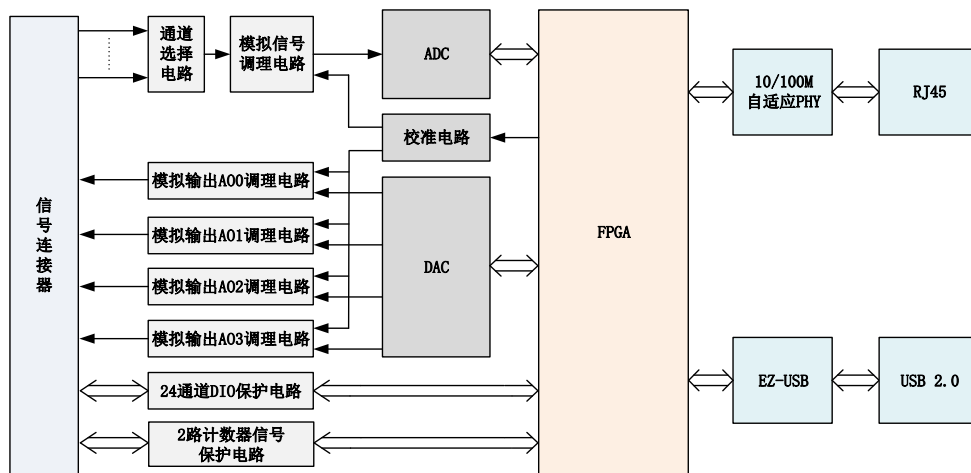 信号连接器
通道
选择
电路
模拟信号
调理电路
ADC
校准电路
模拟输出AO0调理电路
模拟输出AO1调理电路
模拟输出AO2调理电路
模拟输出AO3调理电路
DAC
24通道DIO保护电路
2路计数器信号
保护电路
FPGA
10/100M
自适应PHY
RJ45
EZ-USB
USB 2.0